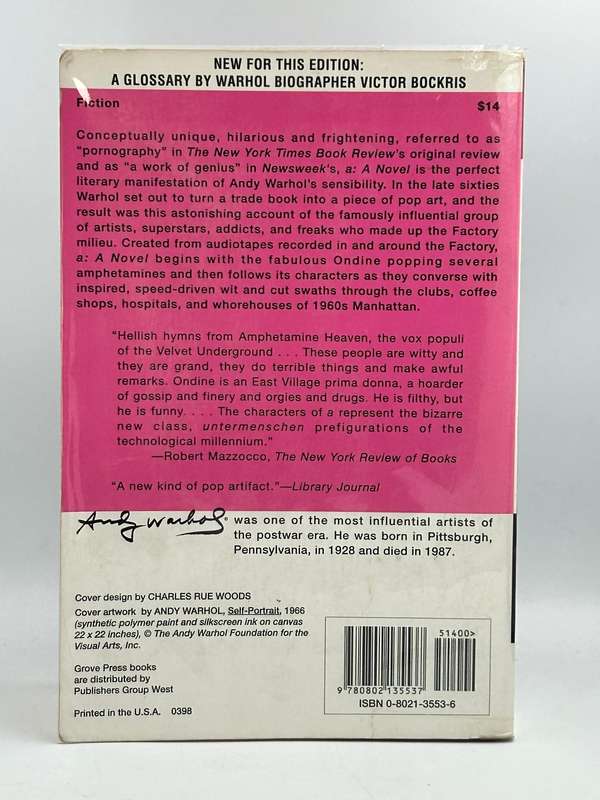 NEW FOR THIS EDITION:
A GLOSSARY BY WARHOL BIOGRAPHER VICTOR BOCKRIS
Fiction $14
Conceptually unique, hilarious and frightening, referred to as
"pornography" in The New York Times Book Review's original review
and as "a work of genius" in Newsweek's, a: A Novel is the perfect
literary manifestation of Andy Warhol's sensibility. In the late sixties
Warhol set out to turn a trade book into a piece of pop art, and the
result was this astonishing account of the famously influential group
of artists, superstars, addicts, and freaks who made up the Factory
milieu. Created from audiotapes recorded in and around the Factory,
a: A Novel begins with the fabulous Ondine popping several
amphetamines and then follows its characters as they converse with
inspired, speed-driven wit and cut swaths through the clubs, coffee
shops, hospitals, and whorehouses of 1960s Manhattan.
"Hellish hymns from Amphetamine Heaven, the vox populi
of the Velvet Underground . . . These people are witty and
they are grand, they do terrible things and make awful
remarks. Ondine is an East Village prima donna, a hoarder
of gossip and finery and orgies and drugs. He is filthy, but
he is funny. . . . The characters of a represent the bizarre
new class, untermenschen prefigurations of the
technological millennium."
—Robert Mazzocco, The New York Review of Books
"A new kind of pop artifact."—Library Journal
Andy Warhol® was one of the most influential artists of
the postwar era. He was born in Pittsburgh,
Pennsylvania, in 1928 and died in 1987.
Cover design by CHARLES RUE WOODS
Cover artwork by ANDY WARHOL, Self-Portrait, 1966
(synthetic polymer paint and silkscreen ink on canvas
22 x 22 inches), © The Andy Warhol Foundation for the
Visual Arts, Inc.
Grove Press books
are distributed by
Publishers Group West
Printed in the U.S.A. 0398
51400>
9 780802 135537
ISBN 0-8021-3553-6